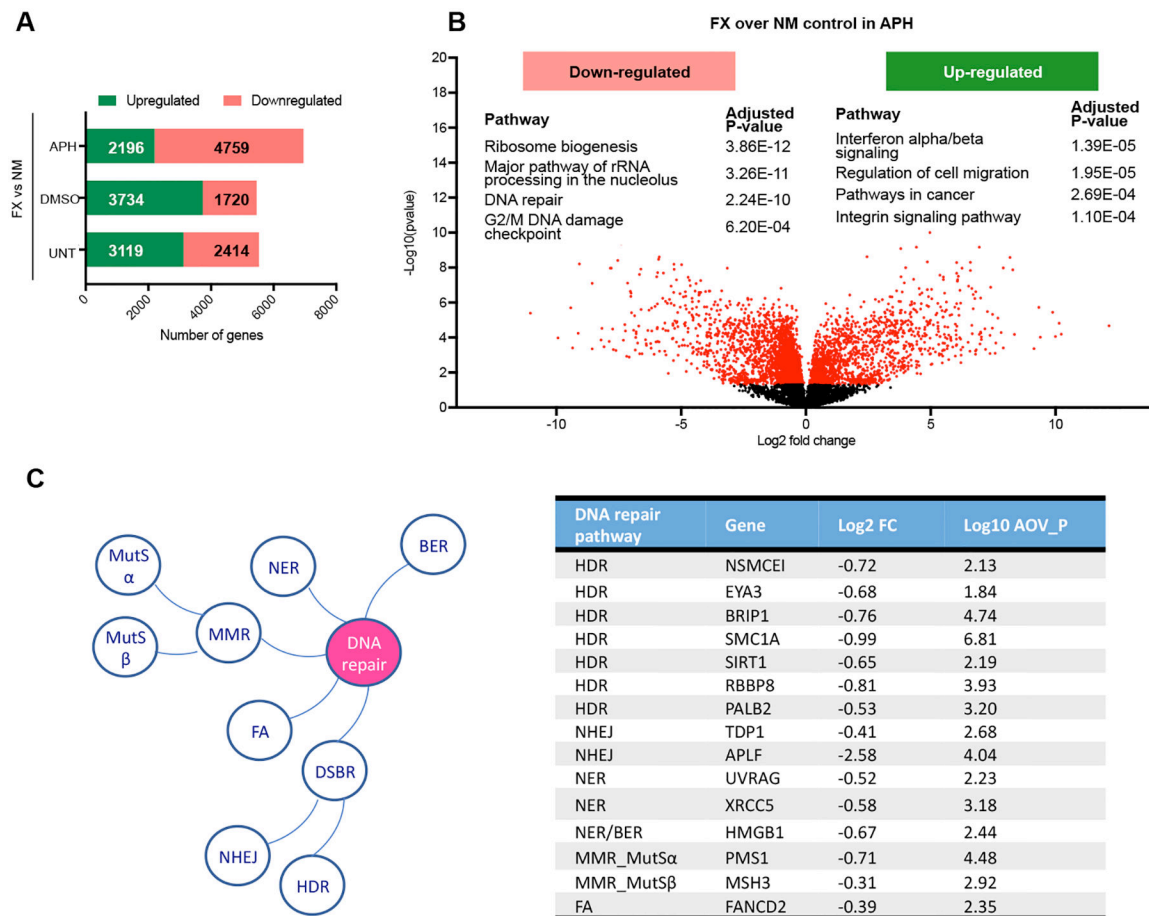 A
Upregulated Downregulated
FX vs NM
APH 2196 4759
DMSO 3734 1720
UNT 3119 2414
0 2000 4000 6000 8000
Number of genes
B
FX over NM control in APH
Down-regulated Up-regulated
Pathway Adjusted P-value
Ribosome biogenesis 3.86E-12
Major pathway of rRNA
processing in the nucleolus 3.26E-11
DNA repair 2.24E-10
G2/M DNA damage
checkpoint 6.20E-04
Pathway Adjusted P-value
Interferon alpha/beta
signaling 1.39E-05
Regulation of cell migration 1.95E-05
Pathways in cancer 2.69E-04
Integrin signaling pathway 1.10E-04
-Log10(pvalue)
20
18
16
14
12
10
8
6
4
2
0
-10 -5 0 5 10
Log2 fold change
C
MutS
α
MutS
β
MMR
NER
BER
DNA
repair
FA
DSBR
NHEJ
HDR
DNA repair
pathway Gene Log2 FC Log10 AOV_P
HDR NSMCEI -0.72 2.13
HDR EYA3 -0.68 1.84
HDR BRIP1 -0.76 4.74
HDR SMC1A -0.99 6.81
HDR SIRT1 -0.65 2.19
HDR RBBP8 -0.81 3.93
HDR PALB2 -0.53 3.20
NHEJ TDP1 -0.41 2.68
NHEJ APLF -2.58 4.04
NER UVRAG -0.52 2.23
NER XRCC5 -0.58 3.18
NER/BER HMGB1 -0.67 2.44
MMR_MutSα PMS1 -0.71 4.48
MMR_MutSβ MSH3 -0.31 2.92
FA FANCD2 -0.39 2.35